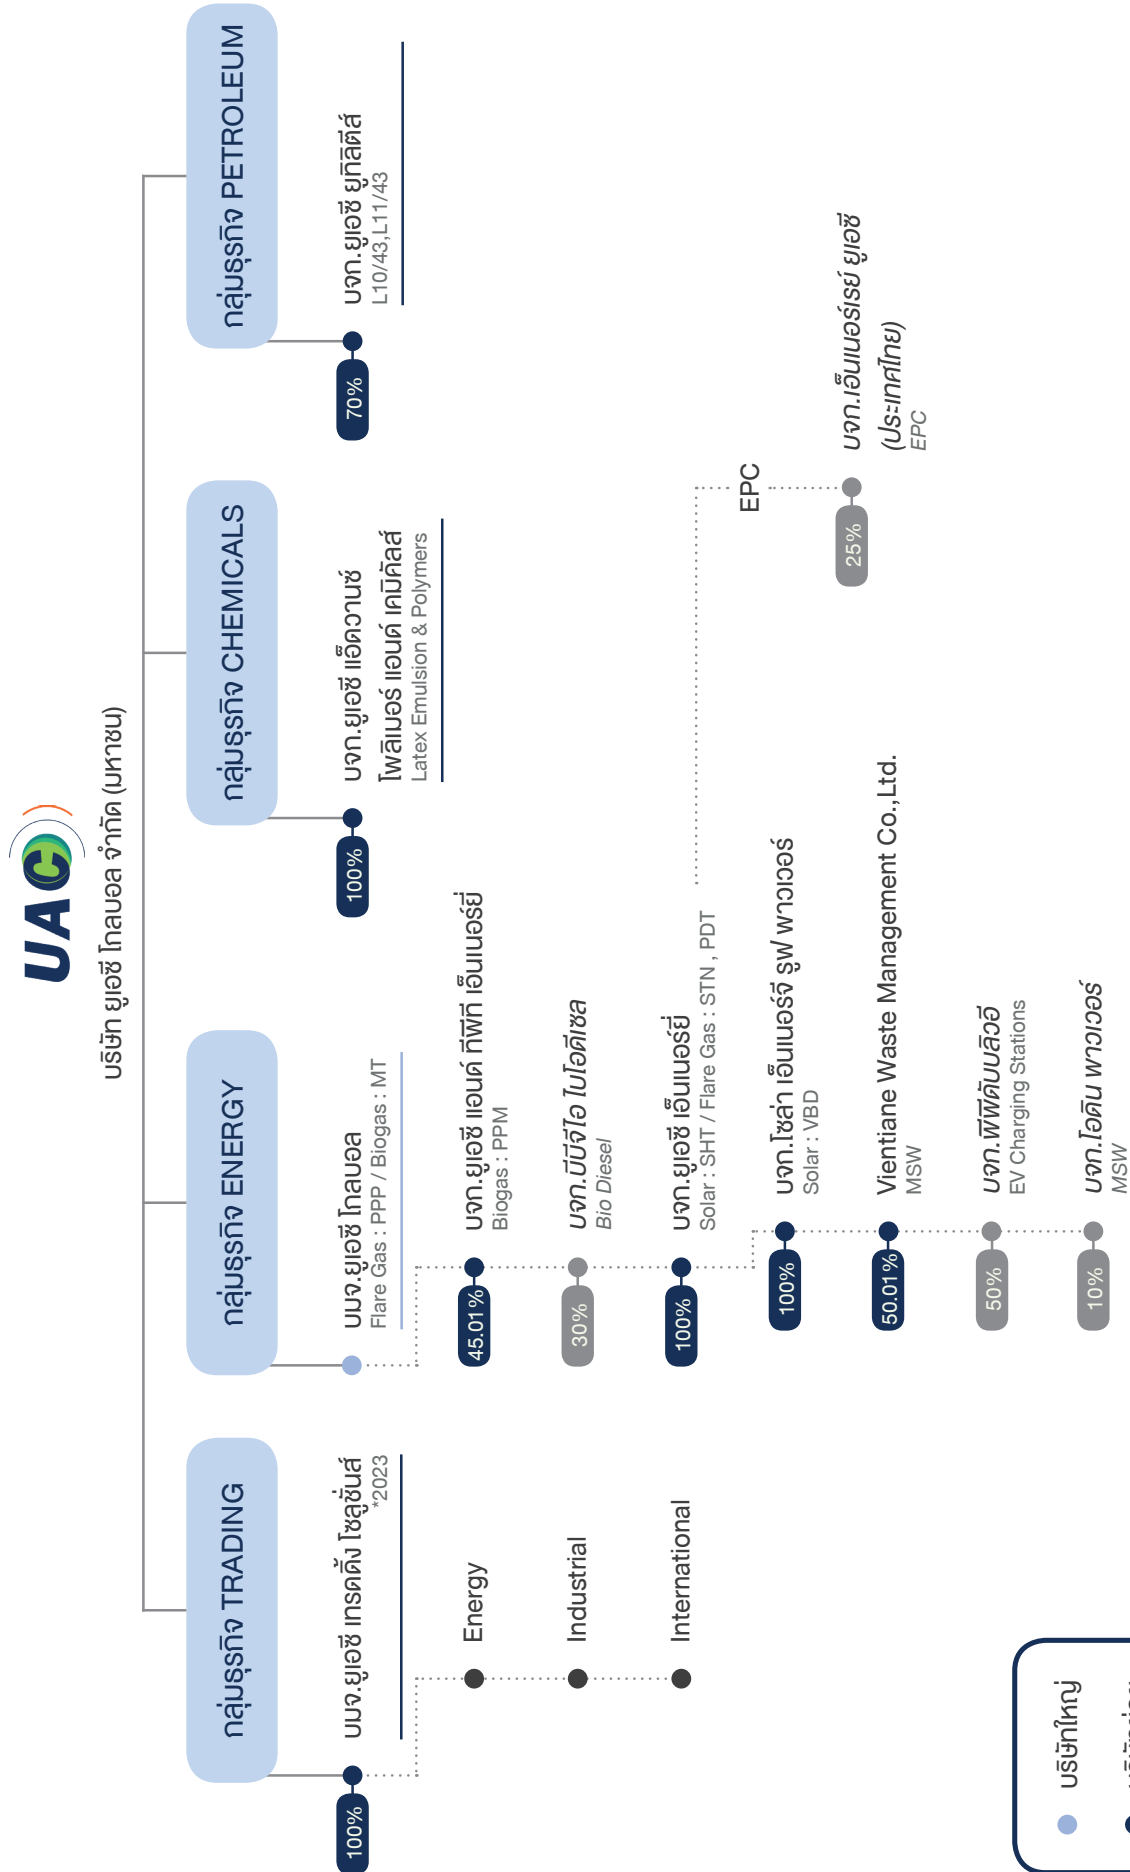 UAC
บริษัท ยูเอซี โกลบอล จำกัด (มหาชน)
กลุ่มธุรกิจ TRADING
100%
บมจ.ยูเอซี เทรดดิ้ง โซลูชั่นส์
*2023
Energy
Industrial
International
กลุ่มธุรกิจ ENERGY
บมจ.ยูเอซี โกลบอล
Flare Gas : PPP / Biogas : MT
45.01%
บจก.ยูเอซี แอนด์ ทีพีที เอ็นเนอร์ยี่
Biogas : PPM
30%
บจก.บีบีจีไอ ไบโอดีเซล
Bio Diesel
100%
บจก.ยูเอซี เอ็นเนอร์ยี่
Solar : SHT / Flare Gas : STN , PDT
100%
บจก.โซล่า เอ็นเนอร์จี รูฟ พาวเวอร์
Solar : VBD
50.01%
Vientiane Waste Management Co.,Ltd.
MSW
50%
บจก.พีพีดับบลิวอี
EV Charging Stations
10%
บจก.โอดิน พาวเวอร์
MSW
EPC
25%
บจก.เอ็นเนอร์เรย์ ยูเอซี
(ประเทศไทย)
EPC
กลุ่มธุรกิจ CHEMICALS
100%
บจก.ยูเอซี แอ็ดวานซ์
โพลิเมอร์ แอนด์ เคมิคัลส์
Latex Emulsion & Polymers
กลุ่มธุรกิจ PETROLEUM
70%
บจก.ยูเอซี ยูทิลิตีส์
L10/43,L11/43
บริษัทใหญ่